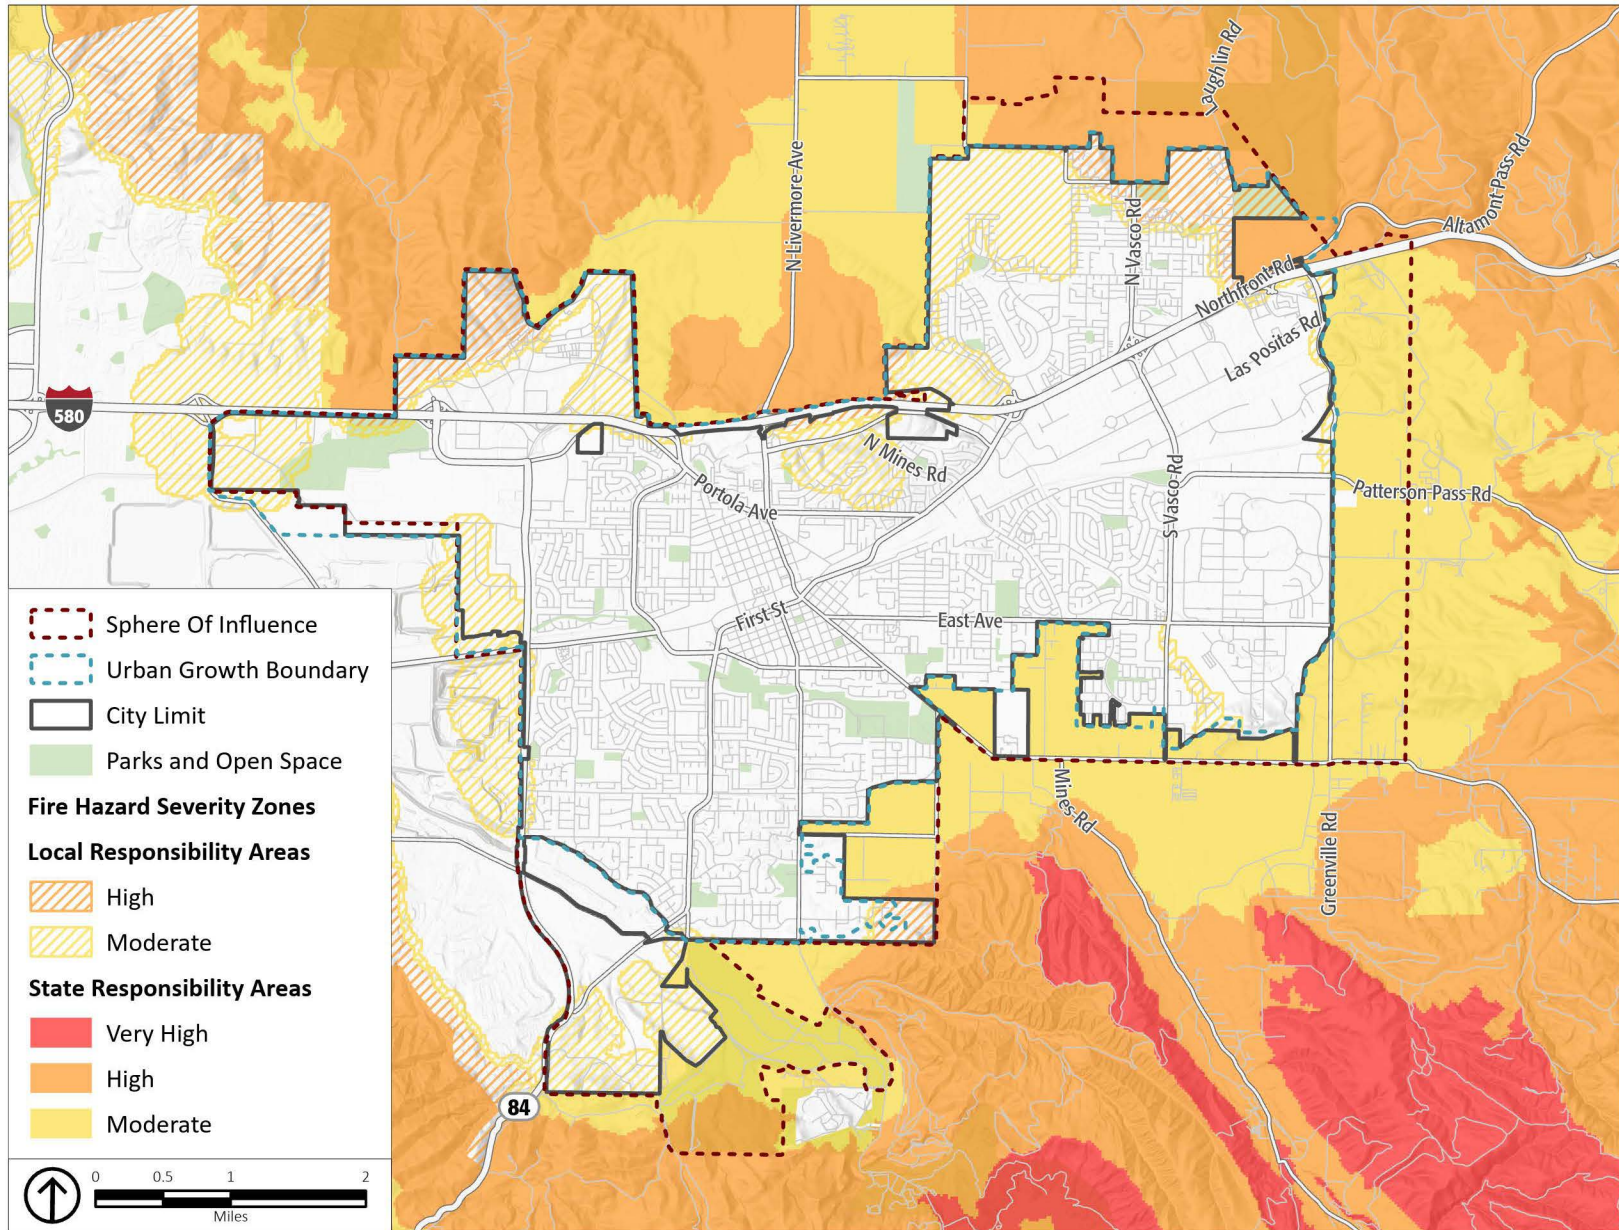 Laughlin Rd
Altamont Pass Rd
N Livermore Ave
N Vasco Rd
Northfront Rd
Las Positas Rd
580
N Mines Rd
Portola Ave
S Vasco Rd
Patterson Pass Rd
First St
East Ave
Mines Rd
Greenville Rd
84
Sphere Of Influence
Urban Growth Boundary
City Limit
Parks and Open Space
Fire Hazard Severity Zones
Local Responsibility Areas
High
Moderate
State Responsibility Areas
Very High
High
Moderate
0 0.5 1 2
Miles